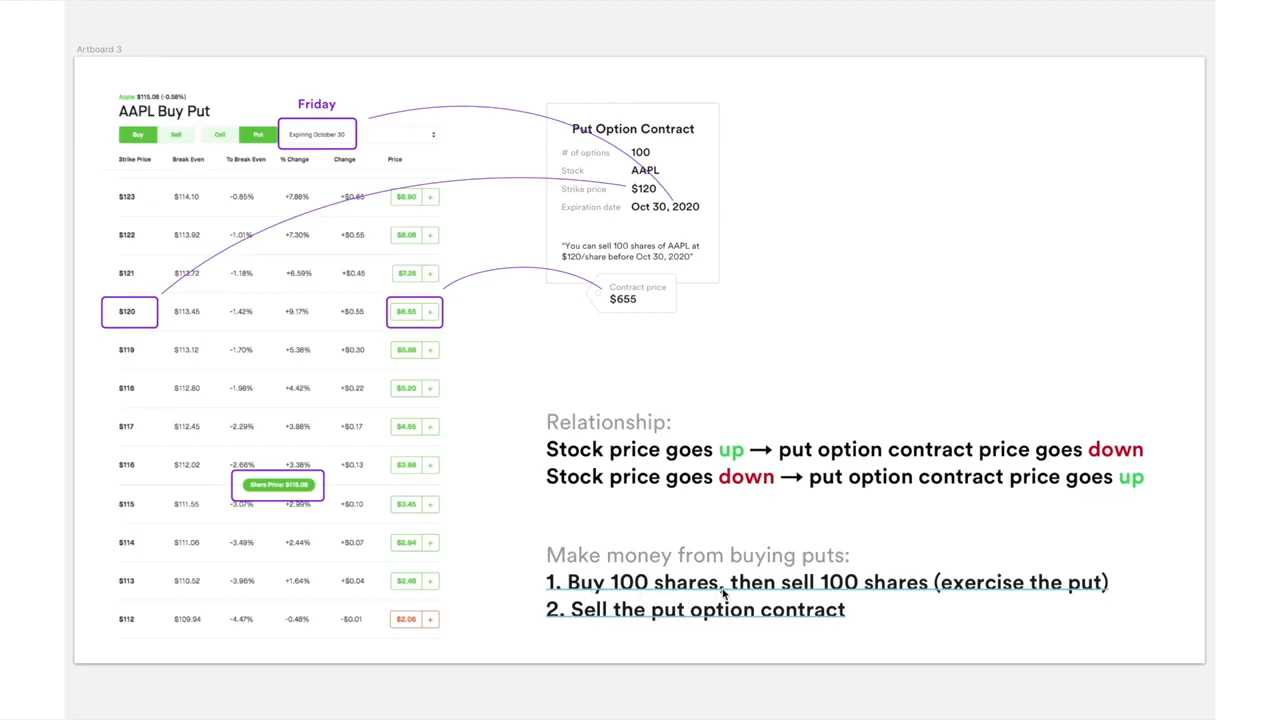 Artboard 3
Apple $115.06 (-0.56%)
AAPL Buy Put
Friday
Buy Sell Call Put Expiring October 30
Strike Price Break Even To Break Even % Change Change Price
$123 $114.10 -0.85% +7.88% +$0.65 $8.90 +
$122 $113.92 -1.01% +7.30% +$0.55 $8.08 +
$121 $113.72 -1.18% +6.59% +$0.45 $7.28 +
$120 $113.45 -1.42% +9.17% +$0.55 $6.55 +
$119 $113.12 -1.70% +5.38% +$0.30 $5.88 +
$118 $112.80 -1.98% +4.42% +$0.22 $5.20 +
$117 $112.45 -2.29% +3.88% +$0.17 $4.55 +
$116 $112.02 -2.66% +3.38% +$0.13 $3.98 +
Share Price: $115.06
$115 $111.55 -3.07% +2.99% +$0.10 $3.45 +
$114 $111.06 -3.49% +2.44% +$0.07 $2.94 +
$113 $110.52 -3.96% +1.64% +$0.04 $2.48 +
$112 $109.94 -4.47% -0.48% -$0.01 $2.06 +
Put Option Contract
# of options 100
Stock AAPL
Strike price $120
Expiration date Oct 30, 2020
"You can sell 100 shares of AAPL at
$120/share before Oct 30, 2020"
Contract price
$655
Relationship:
Stock price goes up → put option contract price goes down
Stock price goes down → put option contract price goes up
Make money from buying puts:
1. Buy 100 shares, then sell 100 shares (exercise the put)
2. Sell the put option contract